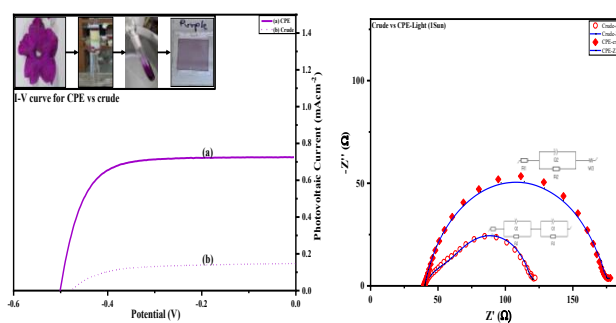 Purple
(a) CPE
(b) Crude
I-V curve for CPE vs crude
(a)
(b)
1.4
1.2
1.0
0.8
0.6
0.4
0.2
0.0
Photovoltaic Current (mAcm-2)
-0.6
-0.4
-0.2
0.0
Potential (V)
Crude vs CPE-Light (1Sun)
Crude-
Crude-
CPE-
CPE-Z
100
50
0
-Z'' (Ω)
0
50
100
150
Z' (Ω)